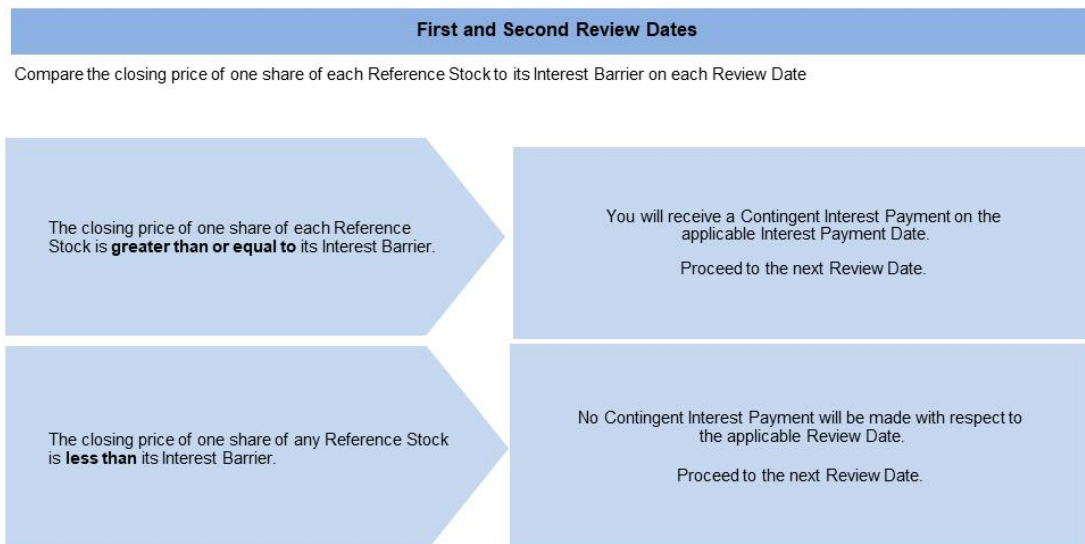 First and Second Review Dates
Compare the closing price of one share of each Reference Stock to its Interest Barrier on each Review Date
The closing price of one share of each Reference
Stock is greater than or equal to its Interest Barrier.
You will receive a Contingent Interest Payment on the
applicable Interest Payment Date.
Proceed to the next Review Date.
The closing price of one share of any Reference Stock
is less than its Interest Barrier.
No Contingent Interest Payment will be made with respect to
the applicable Review Date.
Proceed to the next Review Date.